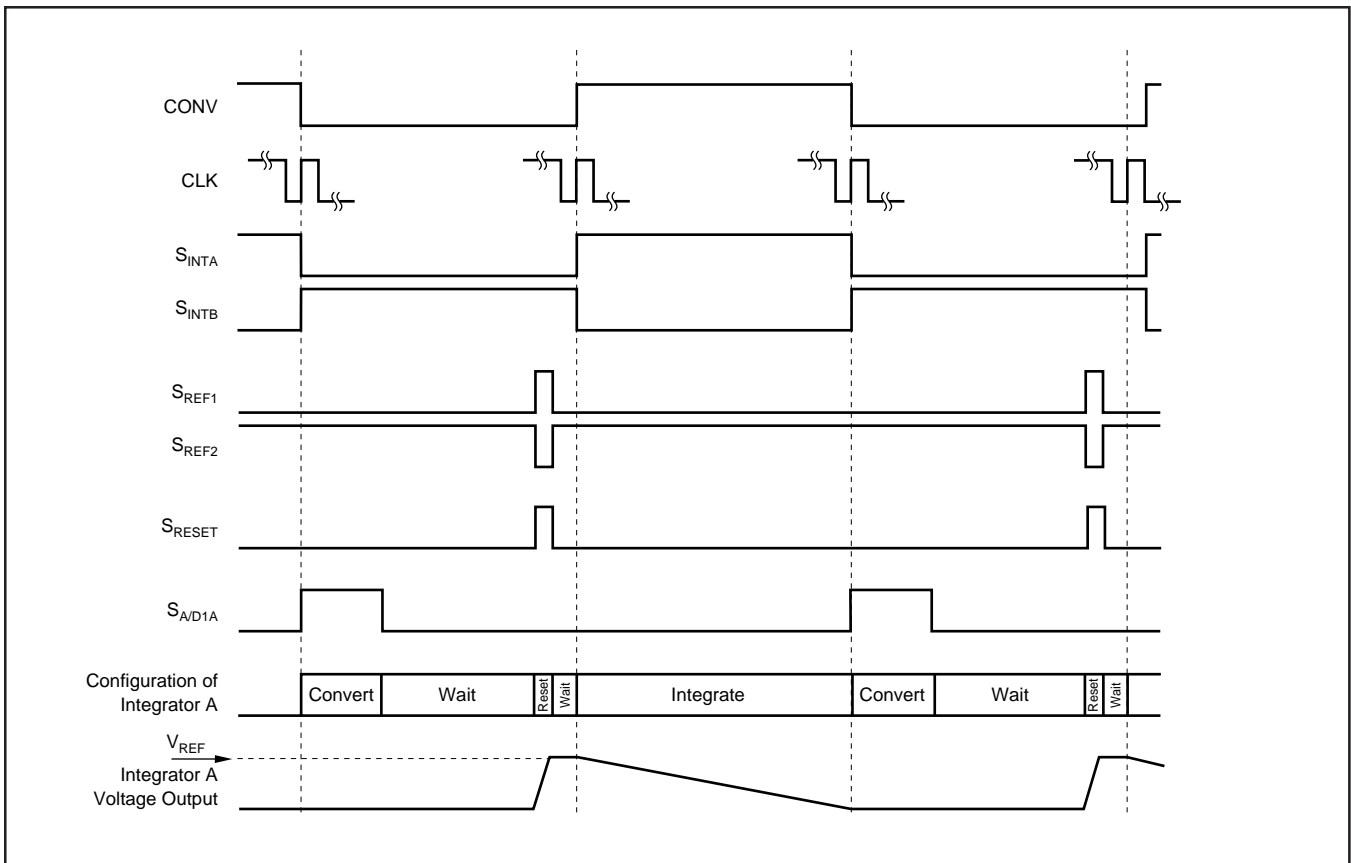 CONV
CLK
SINTA
SINTB
SREF1
SREF2
SRESET
SA/D1A
Configuration of
Integrator A
Convert Wait Reset Wait Integrate Convert Wait Reset Wait
VREF
Integrator A
Voltage Output